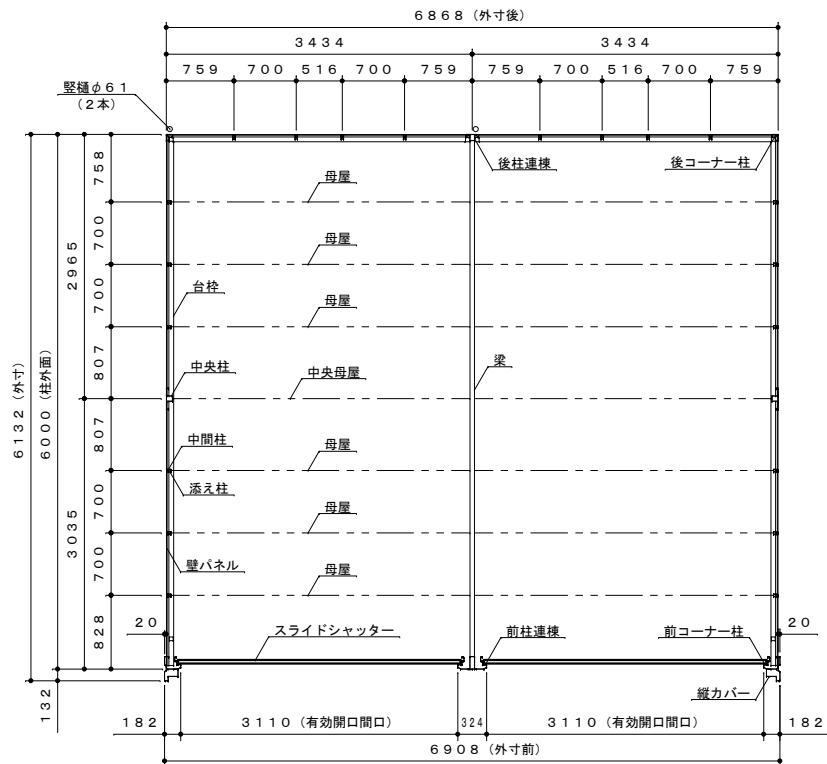 ６８６８（外寸後）
３４３４ ３４３４
７５９ ７００ ５１６ ７００ ７５９ ７５９ ７００ ５１６ ７００ ７５９
竪樋φ６１
（２本）
後柱連棟 後コーナー柱
７５８
母屋
７００
母屋
２９６５
７００
台枠 母屋
８０７
中央柱 中央母屋 梁
６１３２（外寸）
６０００（柱外面）
８０７
中間柱 母屋
添え柱
７００
母屋
３０３５
７００
壁パネル 母屋
８２８
２０ スライドシャッター 前柱連棟 前コーナー柱 ２０
縦カバー
１３２
１８２ ３１１０（有効開口間口） ３２４ ３１１０（有効開口間口） １８２
６９０８（外寸前）